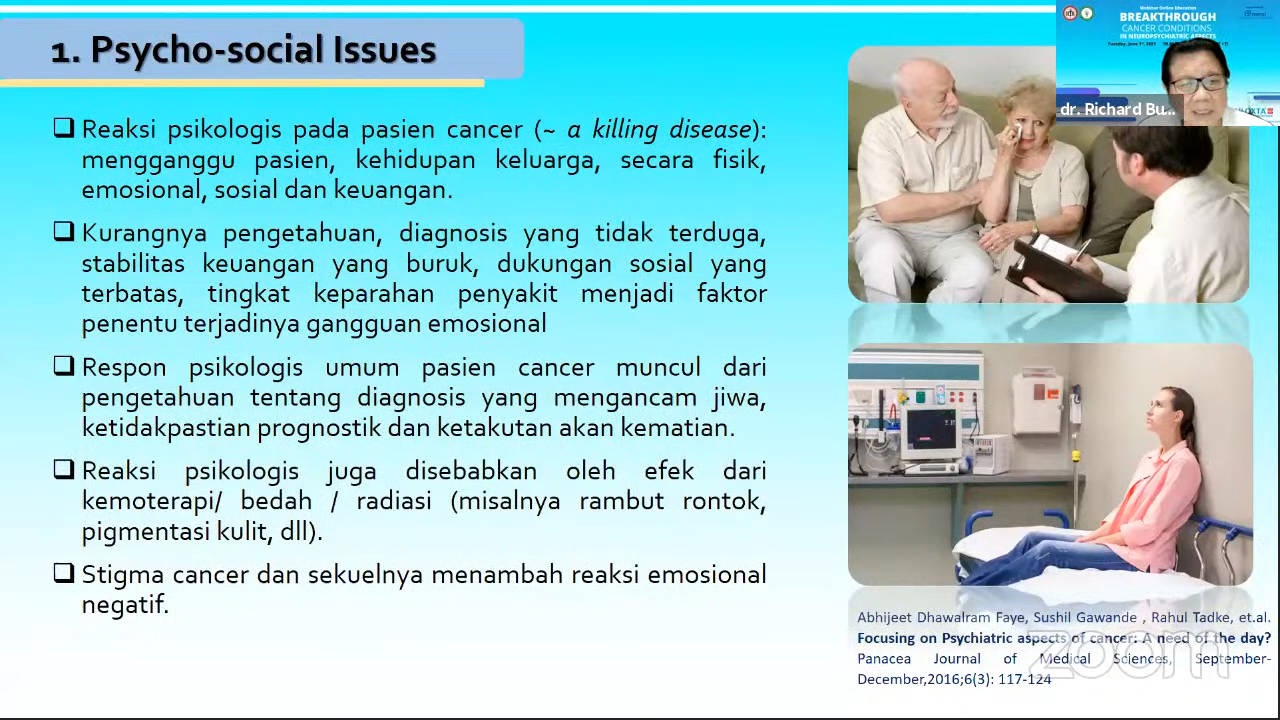 1. Psycho-social Issues
Reaksi psikologis pada pasien cancer (~ a killing disease):
mengganggu pasien, kehidupan keluarga, secara fisik,
emosional, sosial dan keuangan.
Kurangnya pengetahuan, diagnosis yang tidak terduga,
stabilitas keuangan yang buruk, dukungan sosial yang
terbatas, tingkat keparahan penyakit menjadi faktor
penentu terjadinya gangguan emosional
Respon psikologis umum pasien cancer muncul dari
pengetahuan tentang diagnosis yang mengancam jiwa,
ketidakpastian prognostik dan ketakutan akan kematian.
Reaksi psikologis juga disebabkan oleh efek dari
kemoterapi/ bedah / radiasi (misalnya rambut rontok,
pigmentasi kulit, dll).
Stigma cancer dan sekuelnya menambah reaksi emosional
negatif.
Webinar Online Education
BREAKTHROUGH
CANCER CONDITIONS
IN NEUROPSYCHIATRIC ASPECTS
dr. Richard Bu...
Abhijeet Dhawalram Faye, Sushil Gawande , Rahul Tadke, et.al.
Focusing on Psychiatric aspects of cancer: A need of the day?
Panacea Journal of Medical Sciences, September-
December,2016;6(3): 117-124
zoom